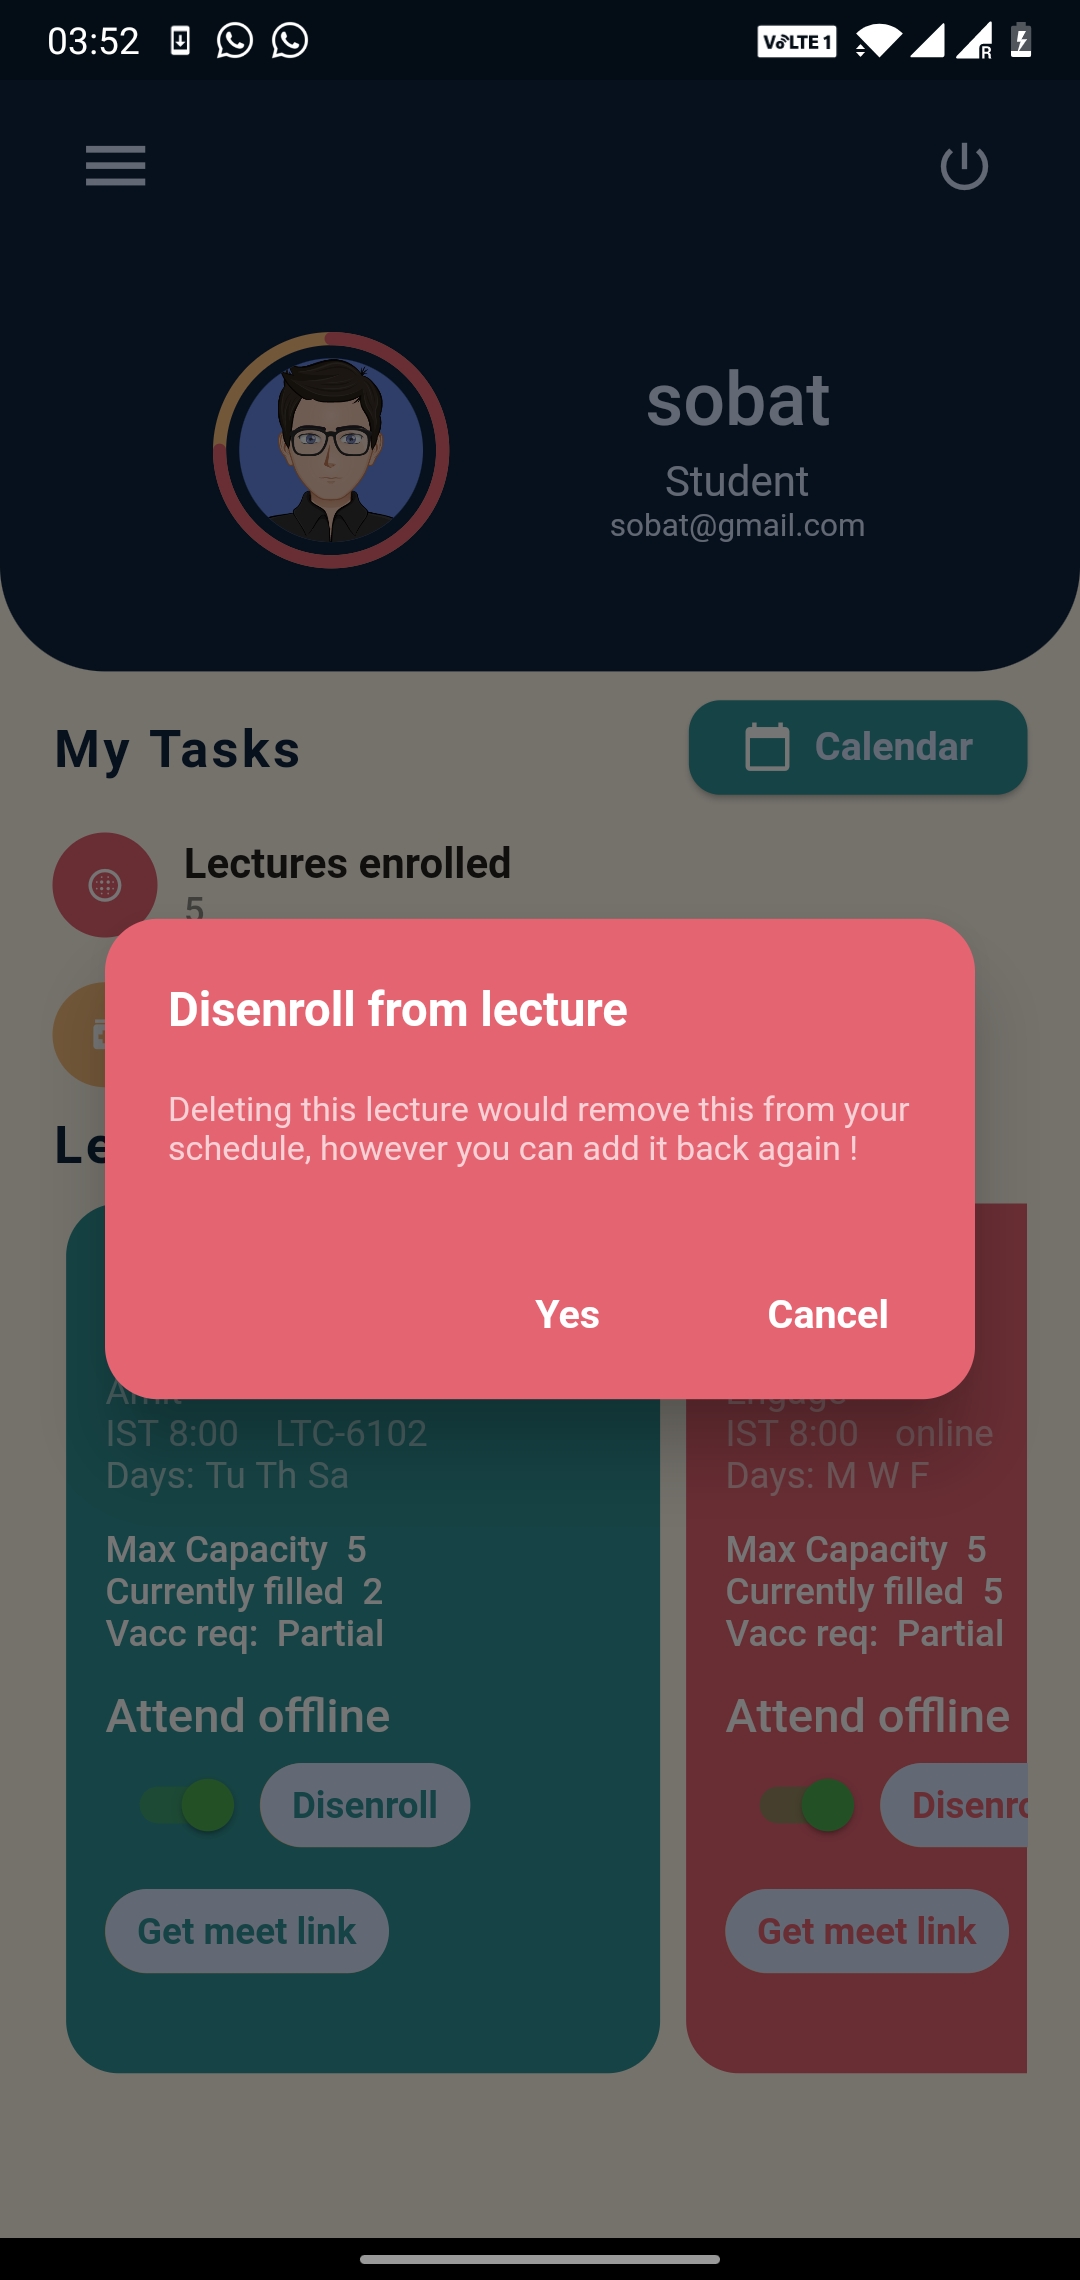 03:52
VoLTE 1
R
sobat
Student
sobat@gmail.com
My Tasks
Calendar
Lectures enrolled
5
Disenroll from lecture
Deleting this lecture would remove this from your
schedule, however you can add it back again !
Yes
Cancel
Le
IST 8:00 LTC-6102
Days: Tu Th Sa
Max Capacity 5
Currently filled 2
Vacc req: Partial
Attend offline
Disenroll
Get meet link
Engage
IST 8:00 online
Days: M W F
Max Capacity 5
Currently filled 5
Vacc req: Partial
Attend offline
Disenro
Get meet link